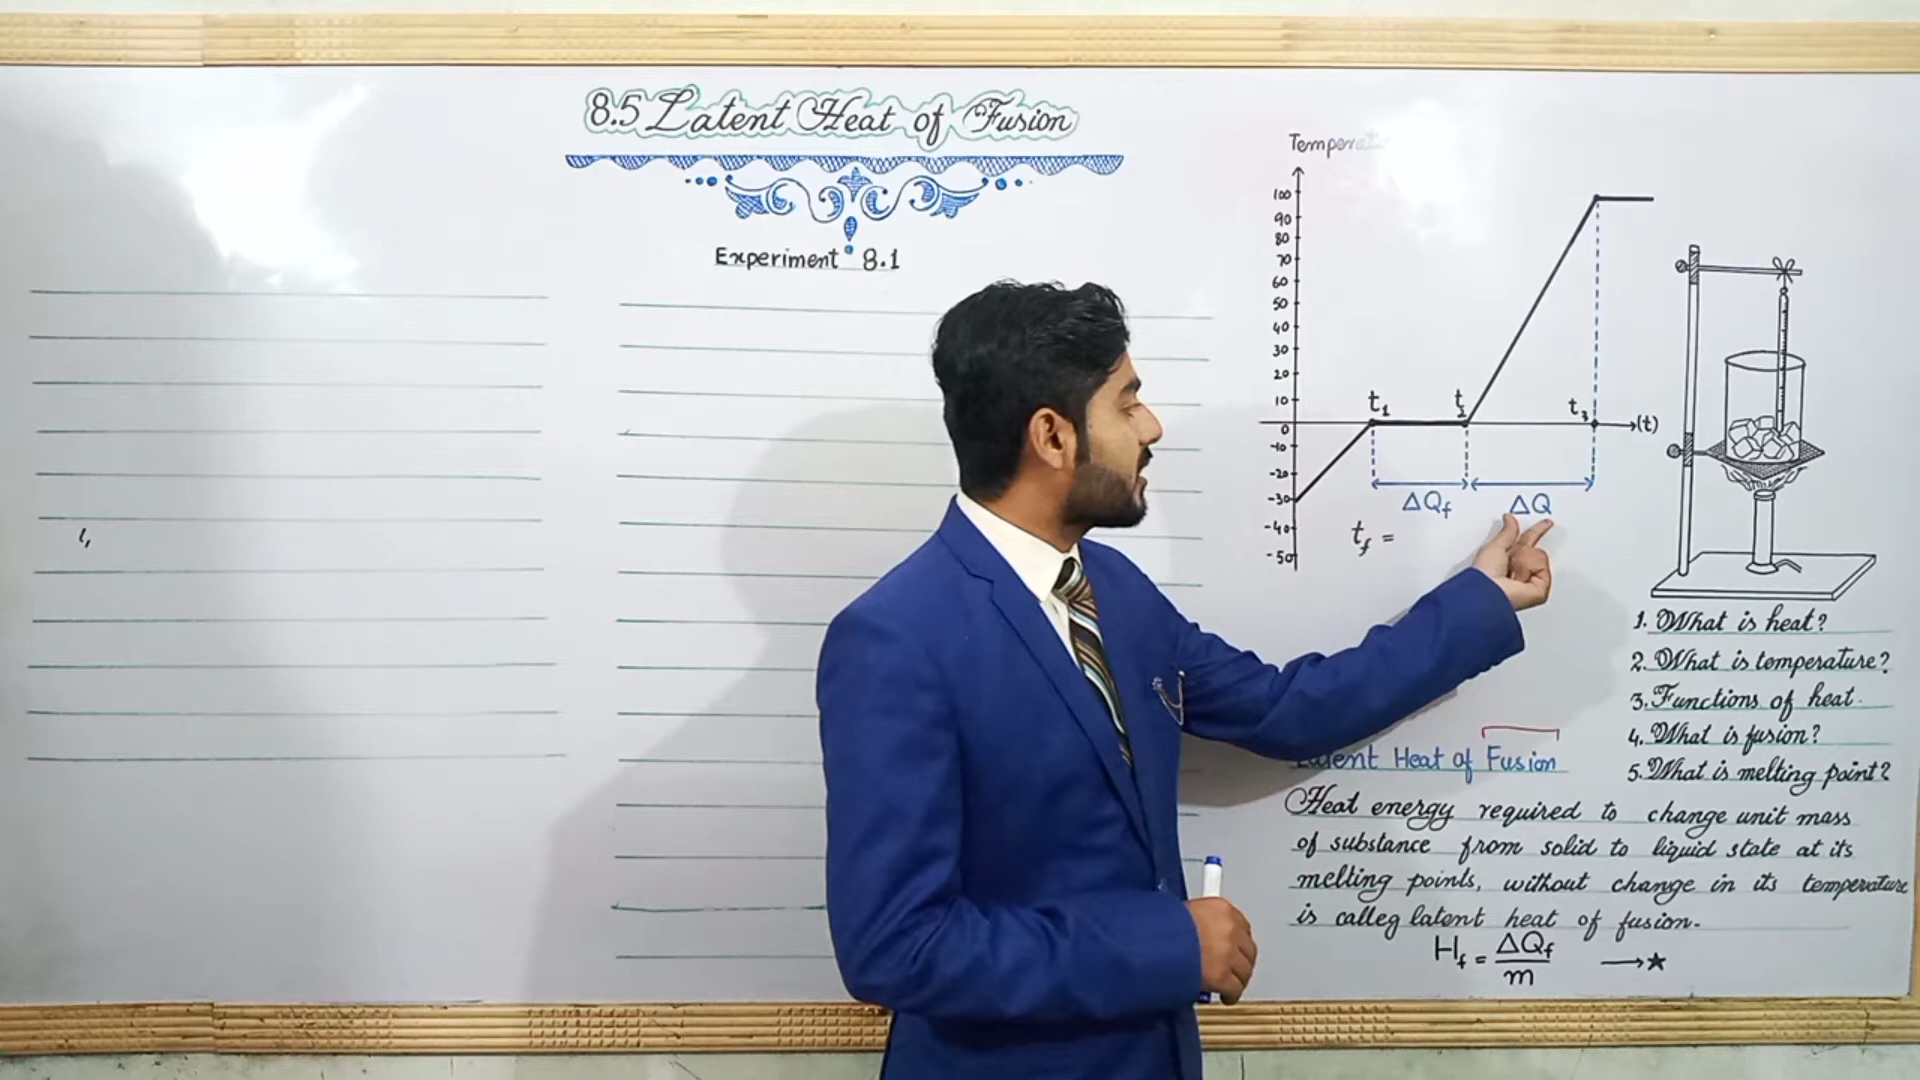 8.5 Latent Heat of Fusion
Experiment 8.1
ı,
Temperat
100
90
80
70
60
50
40
30
20
10
0
-10
-20
-30
-40
-50
t₁
t₂
t₃
(t)
ΔQf
ΔQ
tf =
1. What is heat?
2. What is temperature?
3. Functions of heat.
4. What is fusion?
5. What is melting point?
Latent Heat of Fusion
Heat energy required to change unit mass
of substance from solid to liquid state at its
melting points, without change in its temperature
is calleg latent heat of fusion.
Hf = ΔQf / m → ★